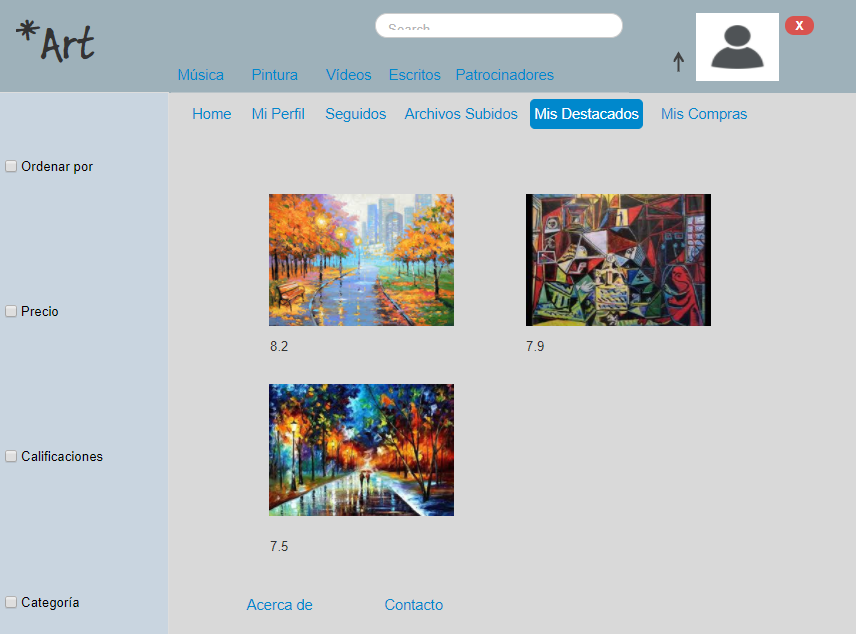 *Art
Search
X
Música Pintura Vídeos Escritos Patrocinadores
Home Mi Perfil Seguidos Archivos Subidos Mis Destacados Mis Compras
Ordenar por
Precio
8.2 7.9
Calificaciones
7.5
Categoría
Acerca de Contacto